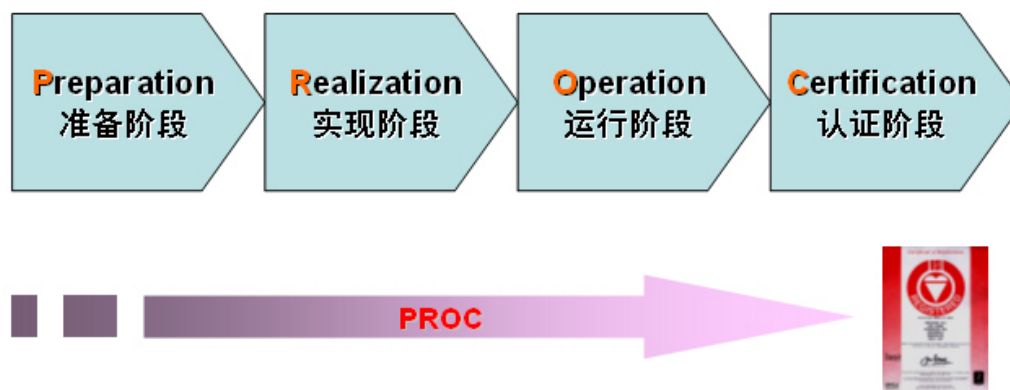 Preparation
准备阶段
Realization
实现阶段
Operation
运行阶段
Certification
认证阶段
PROC
REGISTERED